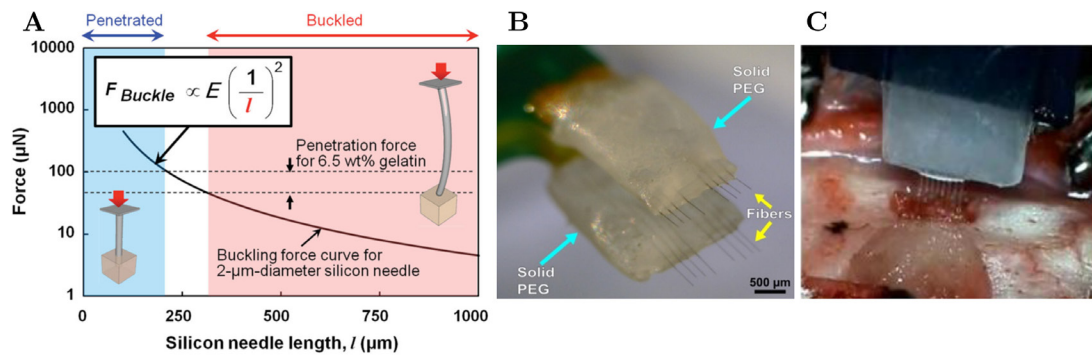 A
Penetrated
Buckled
10000
1000
100
10
1
Force (µN)
F Buckle ∝ E (1/l)²
Penetration force
for 6.5 wt% gelatin
Buckling force curve for
2-µm-diameter silicon needle
0
250
500
750
1000
Silicon needle length, l (µm)
B
Solid
PEG
Fibers
Solid
PEG
500 µm
C